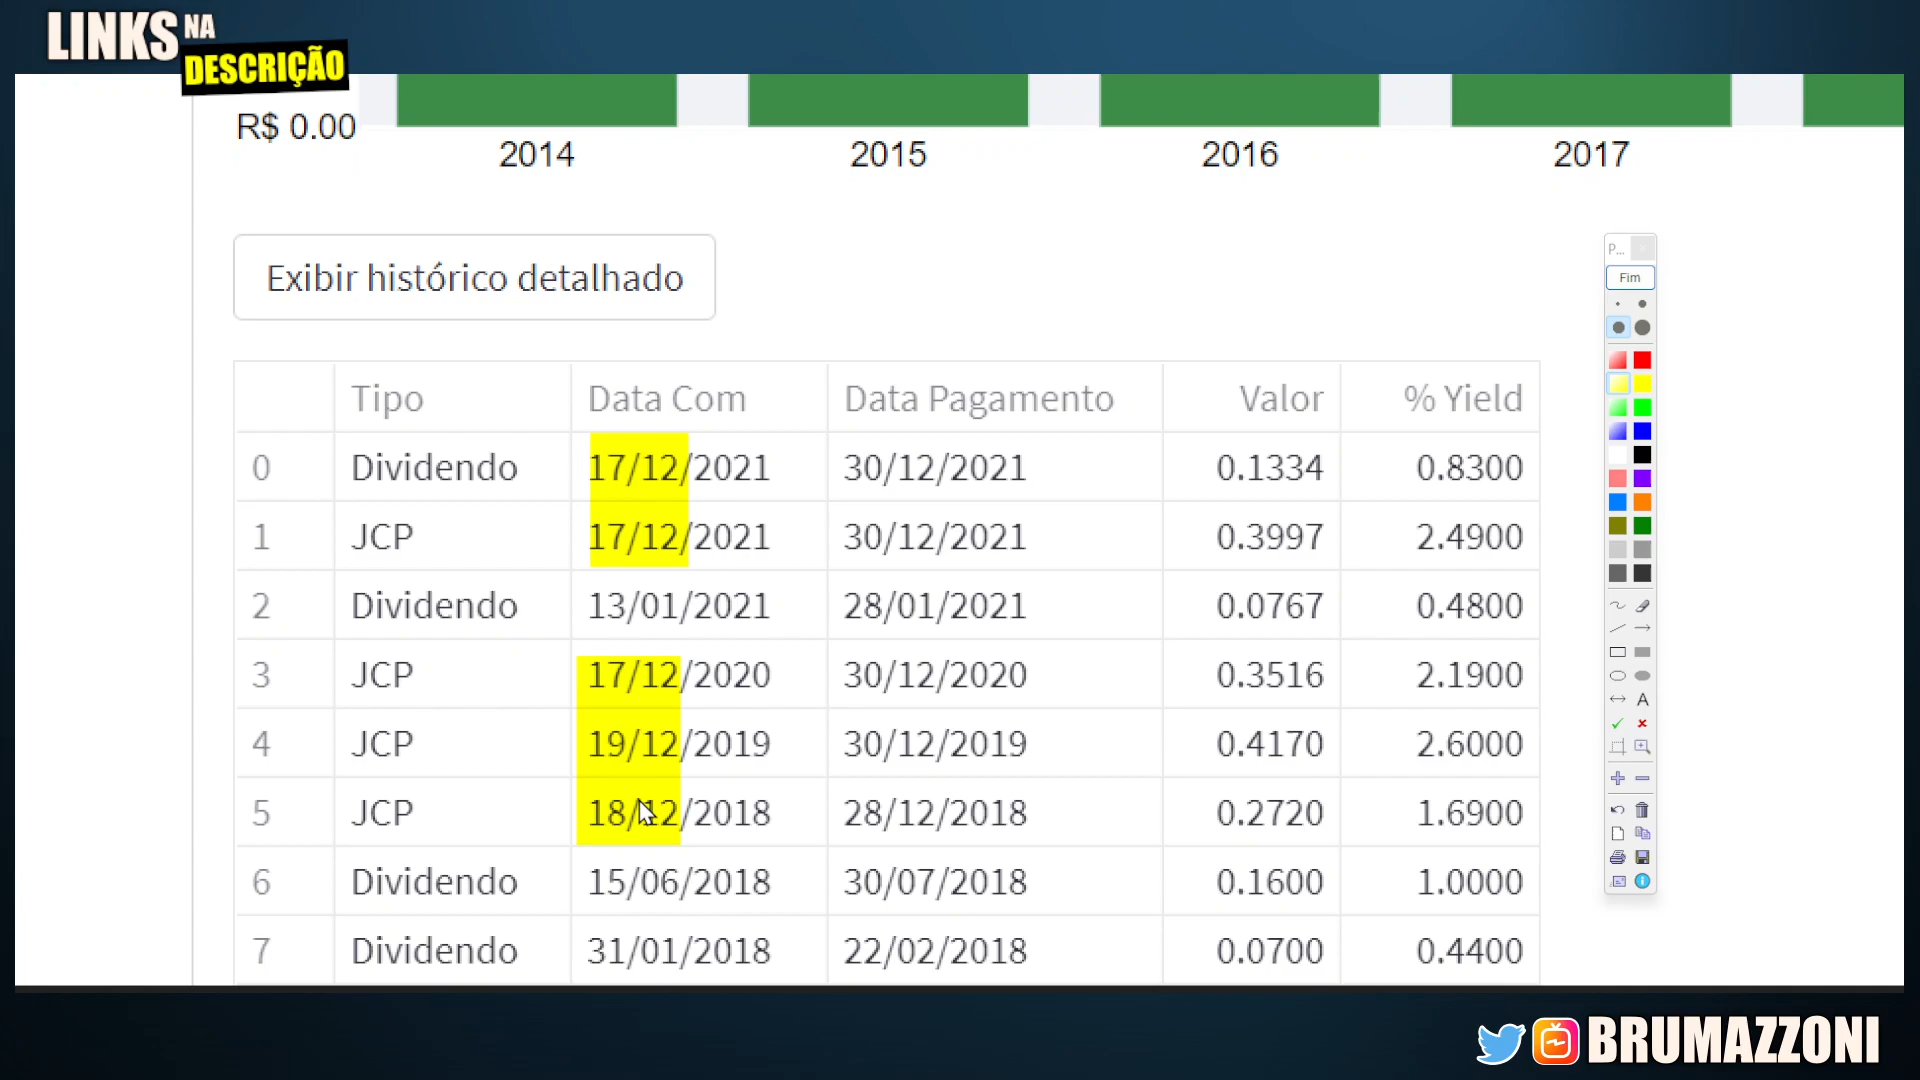 LINKS NA
DESCRIÇÃO
R$ 0.00
2014 2015 2016 2017
Exibir histórico detalhado
P...
Fim
Tipo Data Com Data Pagamento Valor % Yield
0 Dividendo 17/12/2021 30/12/2021 0.1334 0.8300
1 JCP 17/12/2021 30/12/2021 0.3997 2.4900
2 Dividendo 13/01/2021 28/01/2021 0.0767 0.4800
3 JCP 17/12/2020 30/12/2020 0.3516 2.1900
4 JCP 19/12/2019 30/12/2019 0.4170 2.6000
5 JCP 18/12/2018 28/12/2018 0.2720 1.6900
6 Dividendo 15/06/2018 30/07/2018 0.1600 1.0000
7 Dividendo 31/01/2018 22/02/2018 0.0700 0.4400
A
BRUMAZZONI